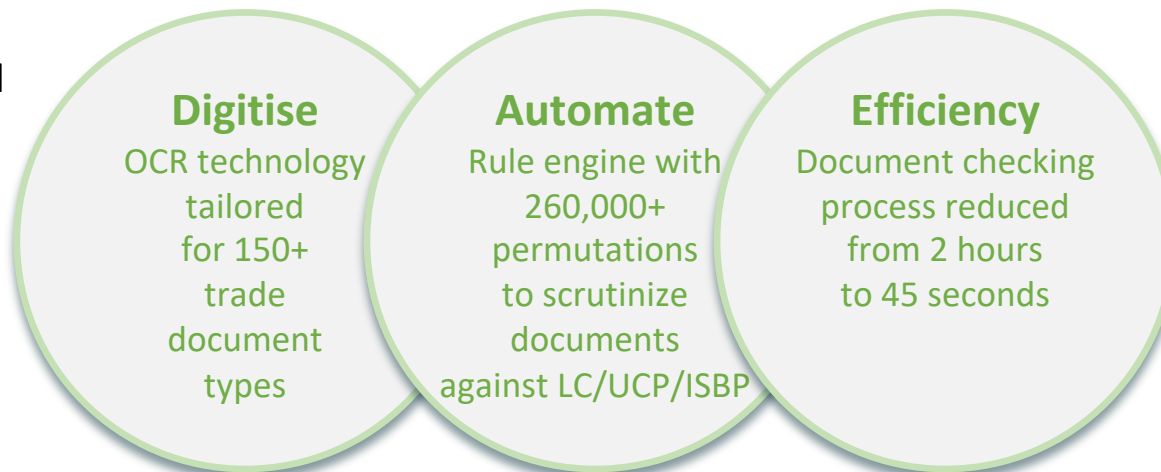 Digitise
OCR technology
tailored
for 150+
trade
document
types
Automate
Rule engine with
260,000+
permutations
to scrutinize
documents
against LC/UCP/ISBP
Efficiency
Document checking
process reduced
from 2 hours
to 45 seconds